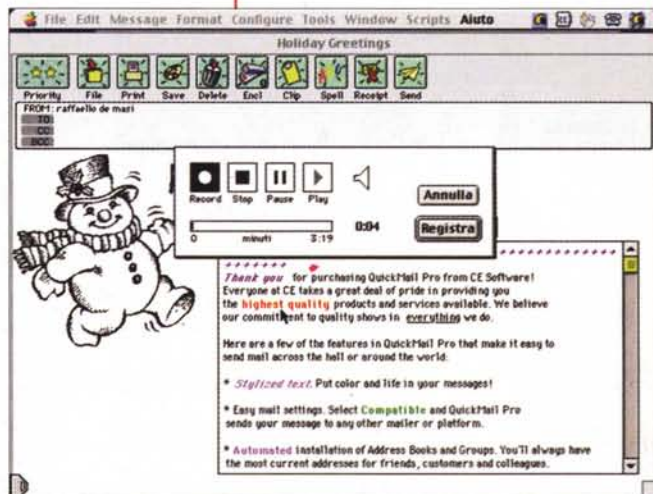 File Edit Message Format Configure Tools Window Scripts Aiuto
Holiday Greetings
Priority File Print Save Delete Encl Clip Spell Receipt Send
FROM: raffaello de masi
TO:
CC:
BCC:
Record Stop Pause Play
Annulla
0 minuti 3:19 0:04
Registra
Thank you for purchasing QuickMail Pro from CE Software!
Everyone at CE takes a great deal of pride in providing you
the highest quality products and services available. We believe
our commitment to quality shows in everything we do.
Here are a few of the features in QuickMail Pro that make it easy to
send mail across the hall or around the world:
* Stylized text. Put color and life in your messages!
* Easy mail settings. Select Compatible and QuickMail Pro
sends your message to any other mailer or platform.
* Automated installation of Address Books and Groups. You'll always have
the most current addresses for friends, customers and colleagues.